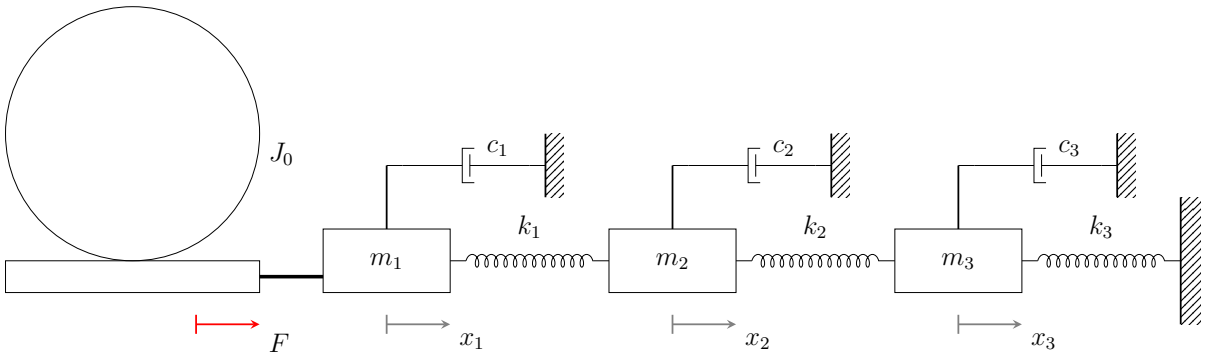 c₁ c₂ c₃
J₀
k₁ k₂ k₃
m₁ m₂ m₃
F x₁ x₂ x₃